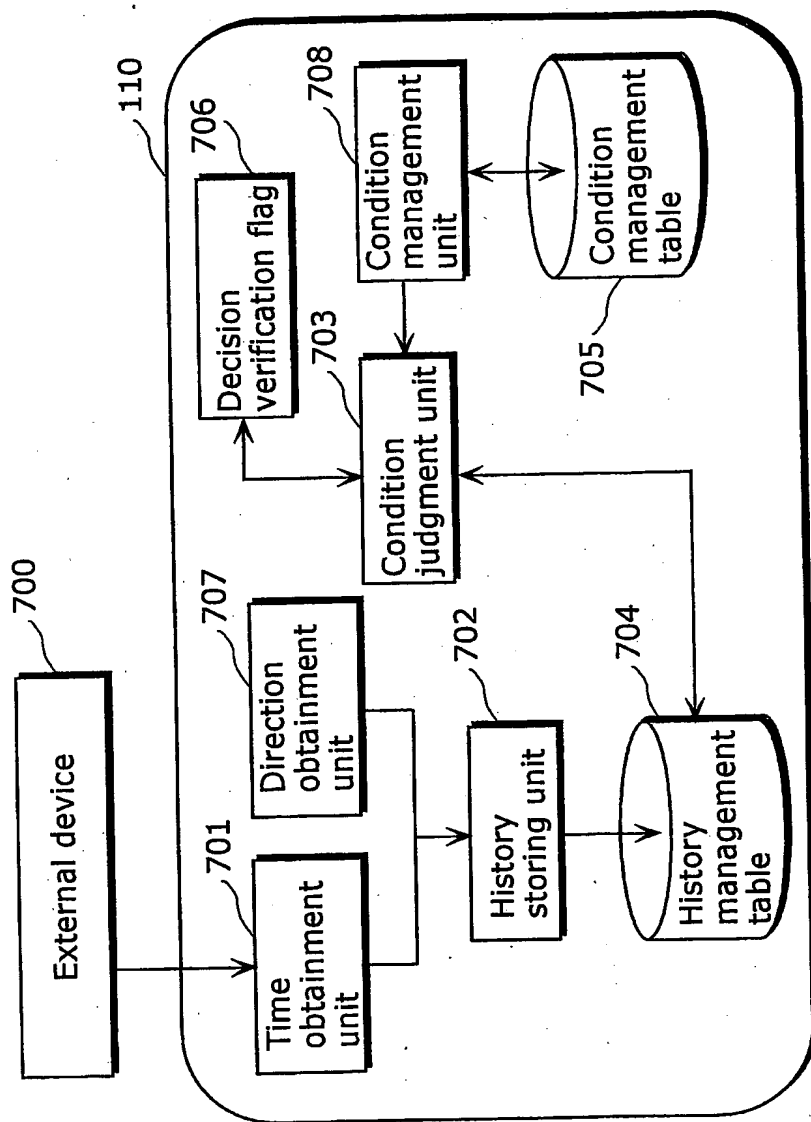 700
External device
110
701
Time
obtainment
unit
707
Direction
obtainment
unit
706
Decision
verification flag
703
Condition
judgment unit
708
Condition
management
unit
702
History
storing unit
704
History
management
table
705
Condition
management
table